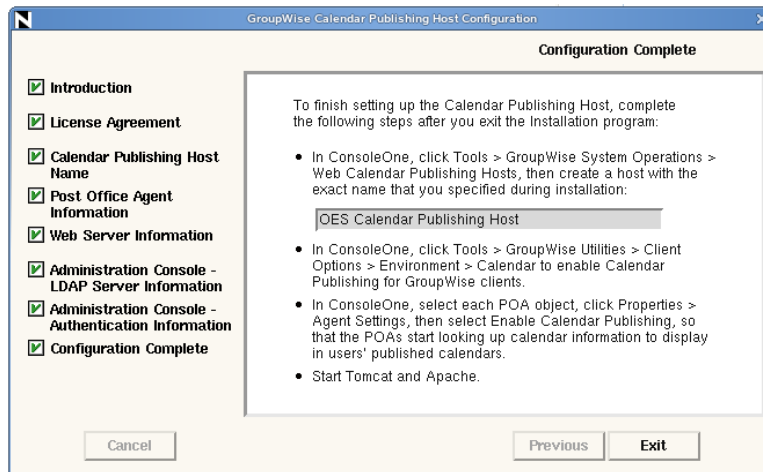 GroupWise Calendar Publishing Host Configuration
Configuration Complete
Introduction
License Agreement
Calendar Publishing Host
Name
Post Office Agent
Information
Web Server Information
Administration Console -
LDAP Server Information
Administration Console -
Authentication Information
Configuration Complete
To finish setting up the Calendar Publishing Host, complete
the following steps after you exit the Installation program:
• In ConsoleOne, click Tools > GroupWise System Operations >
Web Calendar Publishing Hosts, then create a host with the
exact name that you specified during installation:
OES Calendar Publishing Host
• In ConsoleOne, click Tools > GroupWise Utilities > Client
Options > Environment > Calendar to enable Calendar
Publishing for GroupWise clients.
• In ConsoleOne, select each POA object, click Properties >
Agent Settings, then select Enable Calendar Publishing, so
that the POAs start looking up calendar information to display
in users' published calendars.
• Start Tomcat and Apache.
Cancel
Previous
Exit